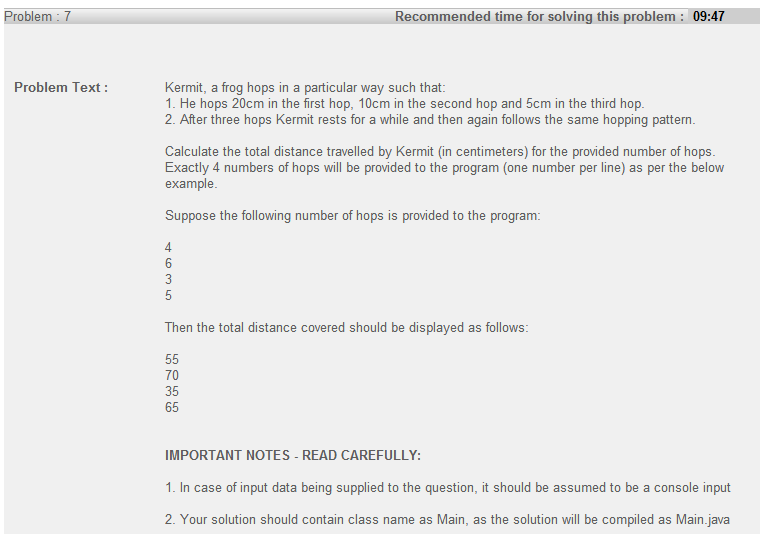 Problem : 7
Recommended time for solving this problem : 09:47
Problem Text :
Kermit, a frog hops in a particular way such that:
1. He hops 20cm in the first hop, 10cm in the second hop and 5cm in the third hop.
2. After three hops Kermit rests for a while and then again follows the same hopping pattern.
Calculate the total distance travelled by Kermit (in centimeters) for the provided number of hops.
Exactly 4 numbers of hops will be provided to the program (one number per line) as per the below
example.
Suppose the following number of hops is provided to the program:
4
6
3
5
Then the total distance covered should be displayed as follows:
55
70
35
65
IMPORTANT NOTES - READ CAREFULLY:
1. In case of input data being supplied to the question, it should be assumed to be a console input
2. Your solution should contain class name as Main, as the solution will be compiled as Main.java